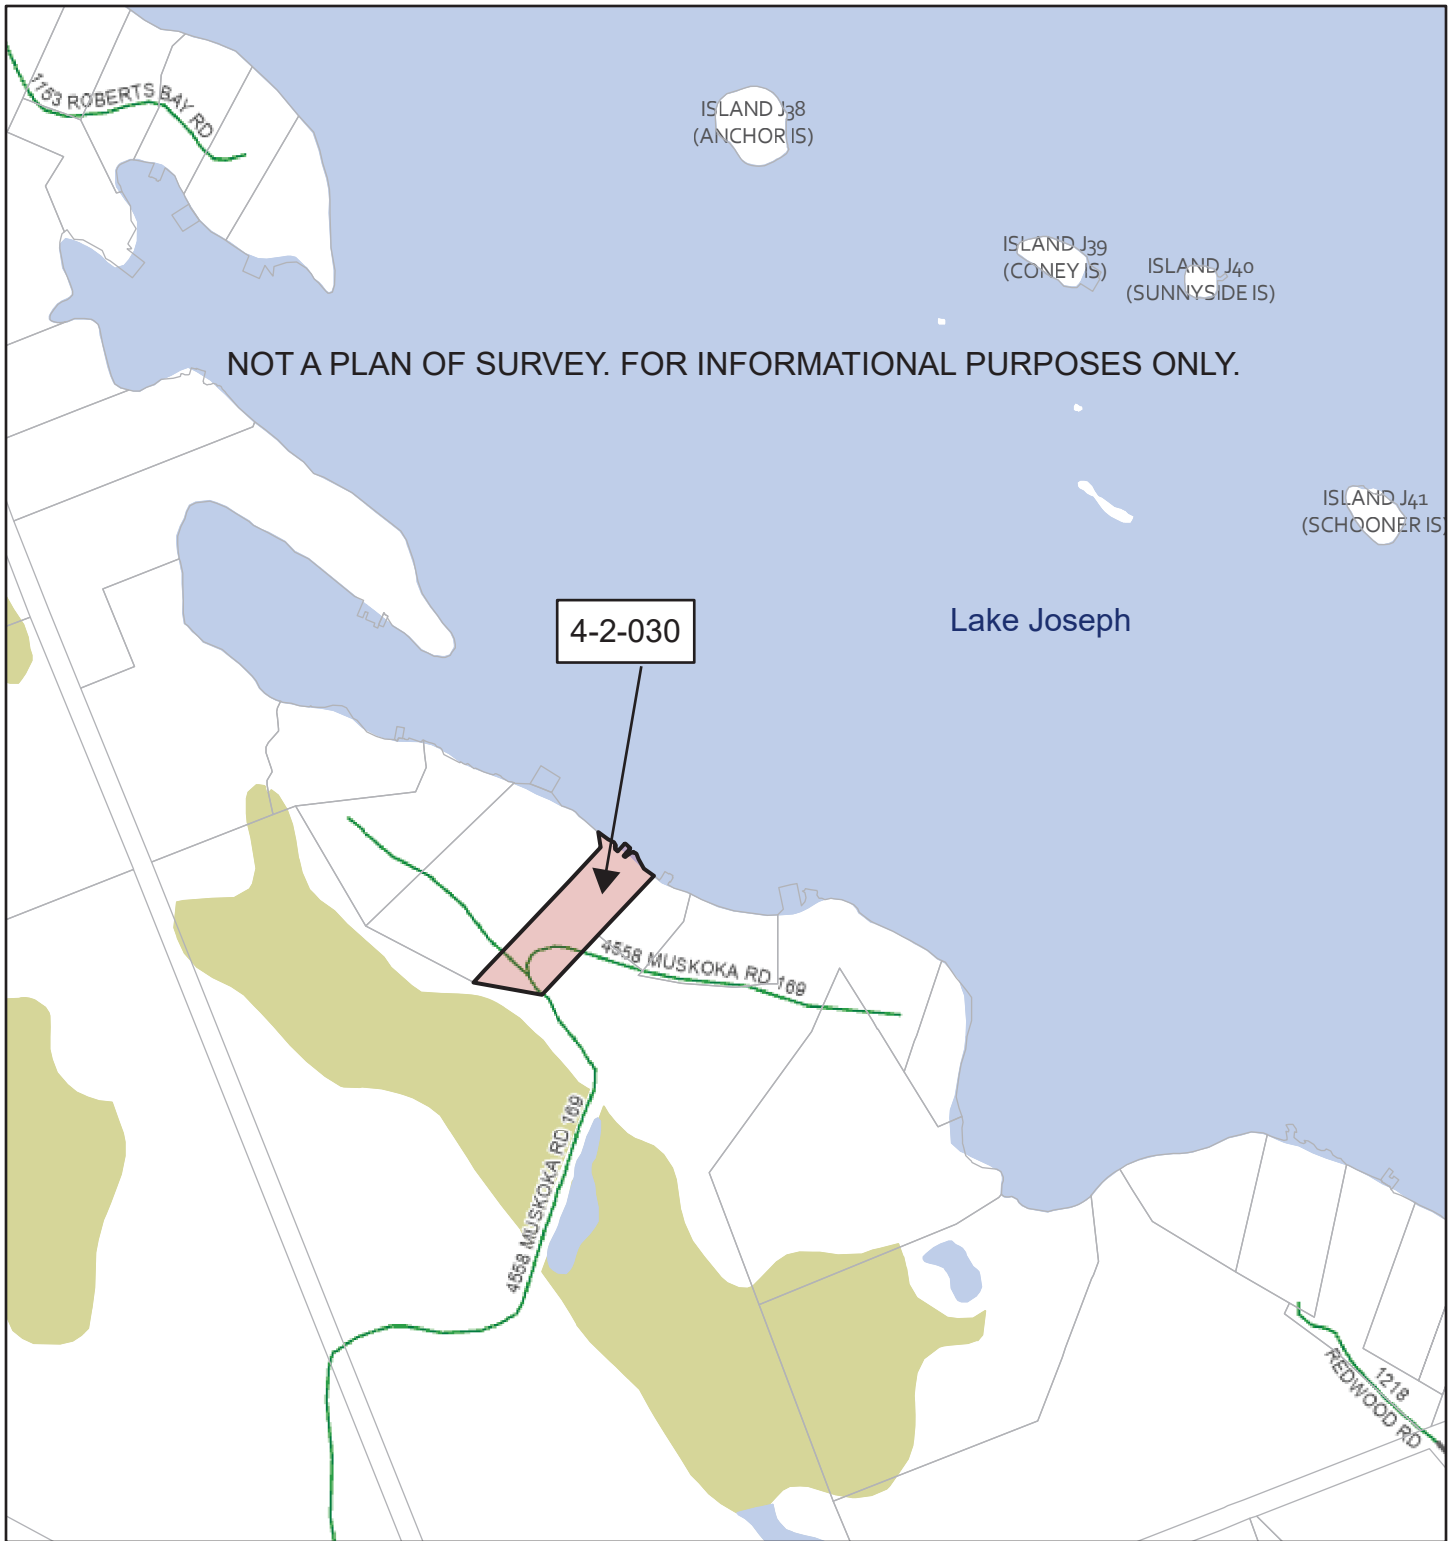 1153 ROBERTS BAY RD
ISLAND J38
(ANCHOR IS)
ISLAND J39
(CONEY IS)
ISLAND J40
(SUNNYSIDE IS)
NOT A PLAN OF SURVEY. FOR INFORMATIONAL PURPOSES ONLY.
ISLAND J41
(SCHOONER IS)
4-2-030
Lake Joseph
4558 MUSKOKA RD 169
4558 MUSKOKA RD 169
1218
REDWOOD RD